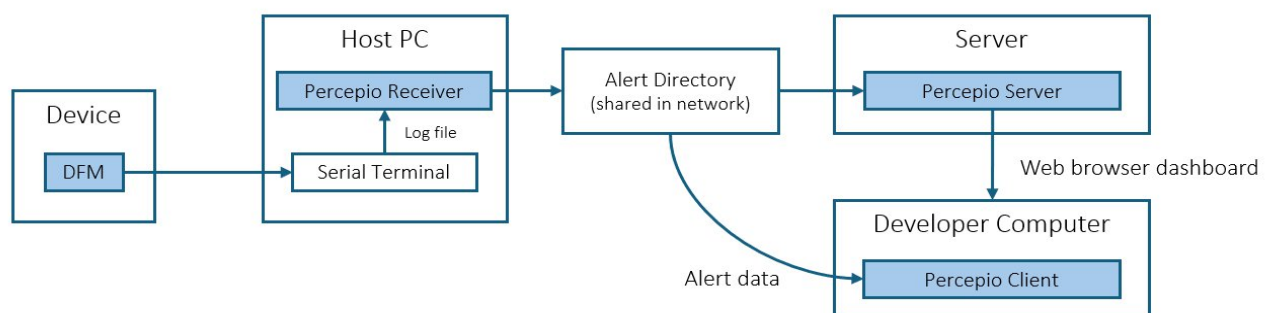 Device
DFM
Host PC
Percepio Receiver
Log file
Serial Terminal
Alert Directory
(shared in network)
Server
Percepio Server
Web browser dashboard
Alert data
Developer Computer
Percepio Client